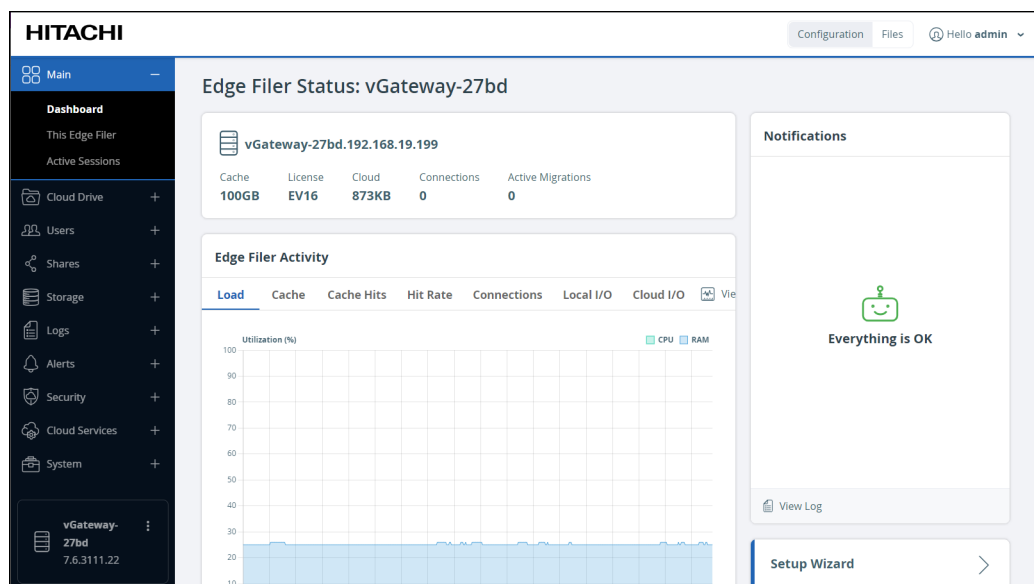 HITACHI
Configuration Files Hello admin
Main
Dashboard
This Edge Filer
Active Sessions
Cloud Drive
Users
Shares
Storage
Logs
Alerts
Security
Cloud Services
System
vGateway-
27bd
7.6.3111.22
Edge Filer Status: vGateway-27bd
vGateway-27bd.192.168.19.199
Cache License Cloud Connections Active Migrations
100GB EV16 873KB 0 0
Edge Filer Activity
Load Cache Cache Hits Hit Rate Connections Local I/O Cloud I/O Vie
Utilization (%) CPU RAM
100
90
80
70
60
50
40
30
20
10
Notifications
Everything is OK
View Log
Setup Wizard